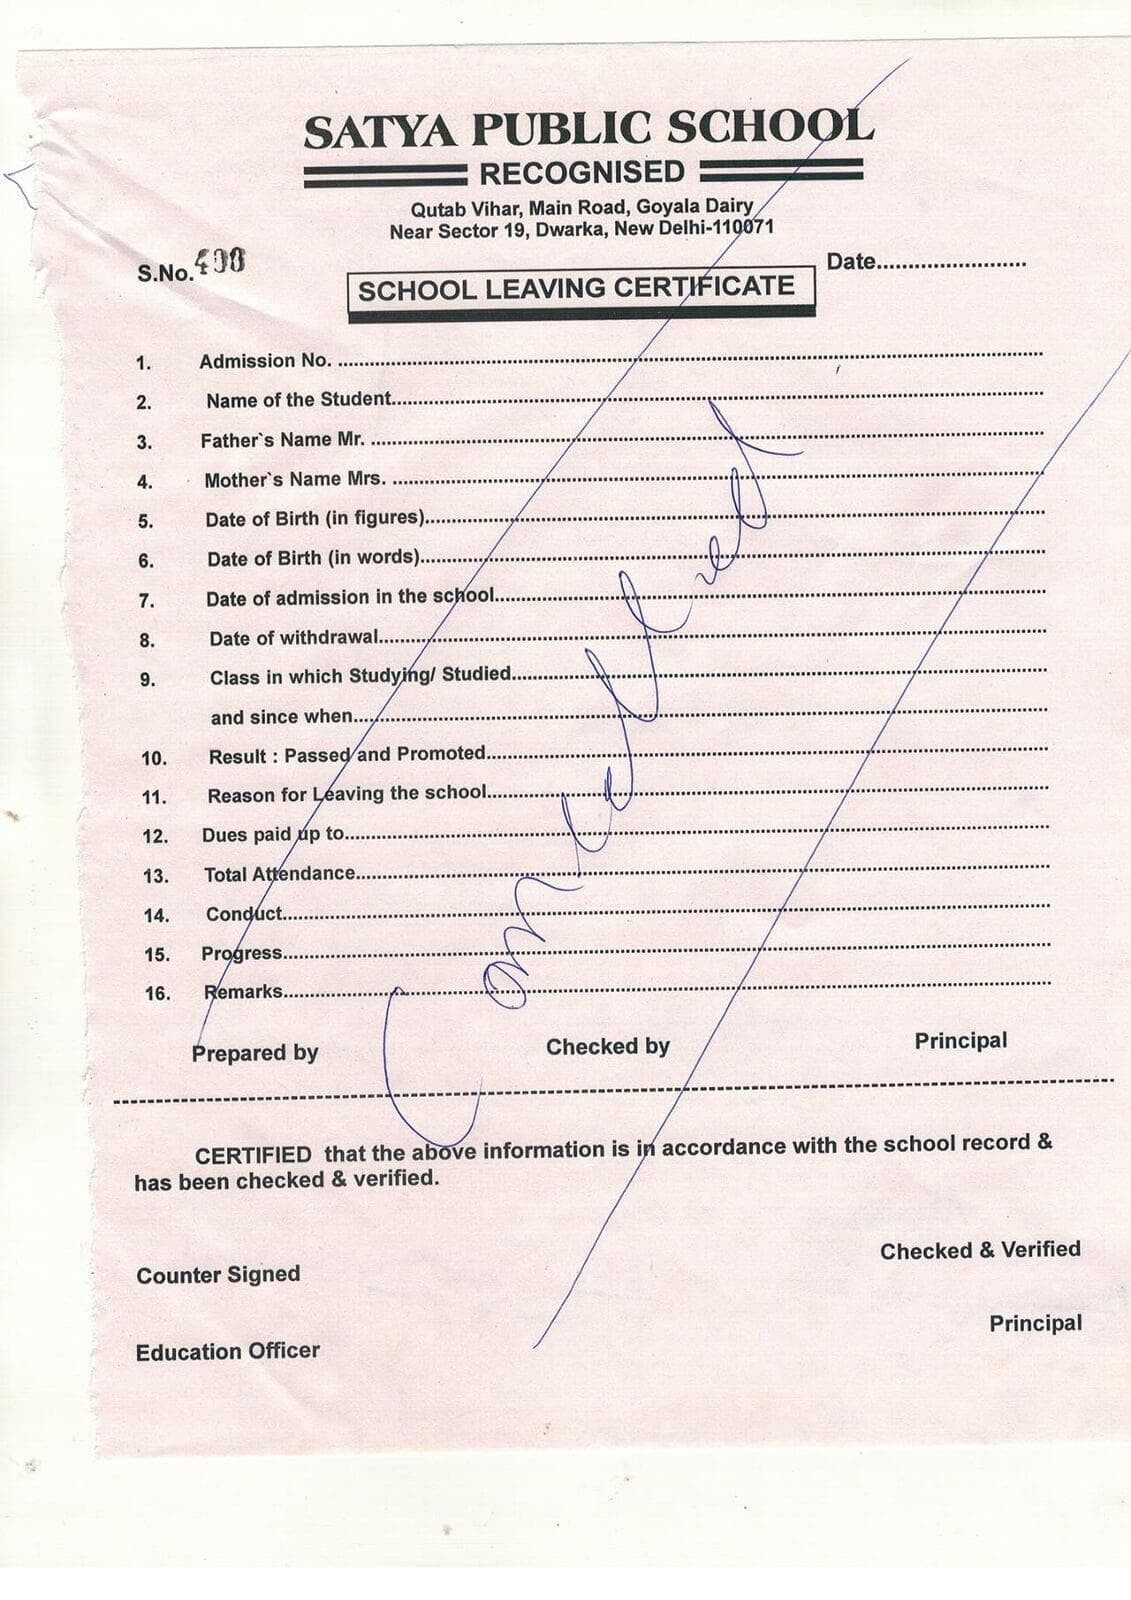 SATYA PUBLIC SCHOOL
RECOGNISED
Qutab Vihar, Main Road, Goyala Dairy
Near Sector 19, Dwarka, New Delhi-110071
S.No.
Date........................
SCHOOL LEAVING CERTIFICATE
1. Admission No. ........................
2. Name of the Student........................
3. Father`s Name Mr. ........................
4. Mother`s Name Mrs. ........................
5. Date of Birth (in figures)........................
6. Date of Birth (in words)........................
7. Date of admission in the school........................
8. Date of withdrawal........................
9. Class in which Studying/ Studied........................
and since when........................
10. Result : Passed and Promoted........................
11. Reason for Leaving the school........................
12. Dues paid up to........................
13. Total Attendance........................
14. Conduct........................
15. Progress........................
16. Remarks........................
Cancelled
Prepared by Checked by Principal
CERTIFIED that the above information is in accordance with the school record &
has been checked & verified.
Checked & Verified
Counter Signed
Principal
Education Officer